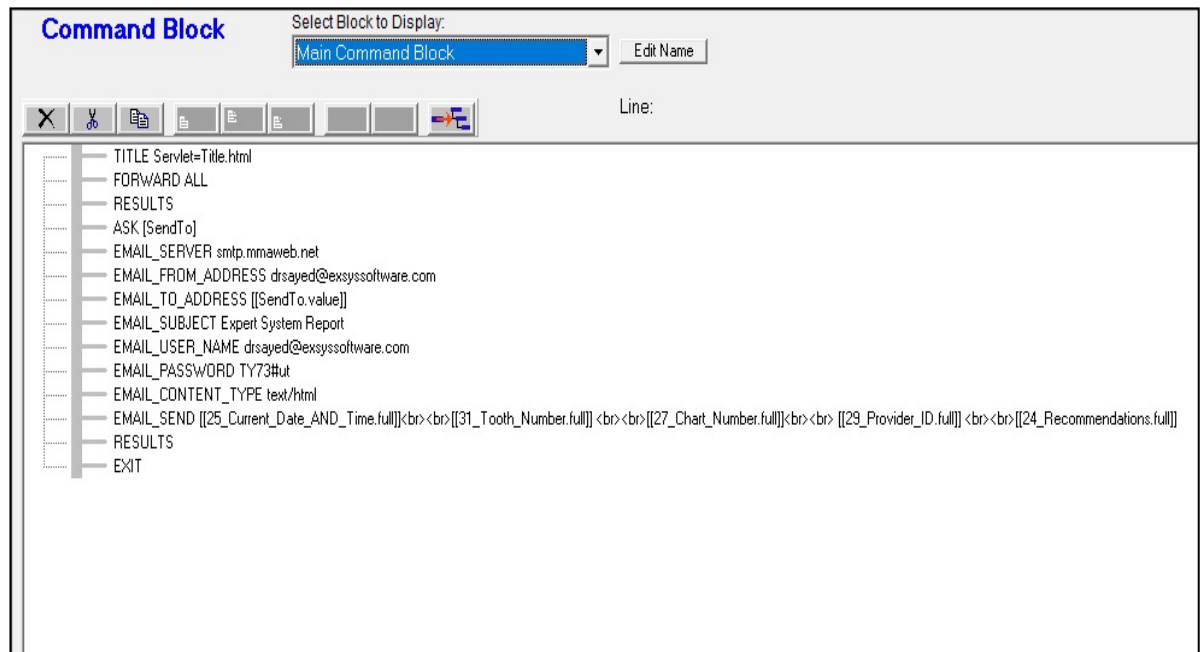 Command Block
Select Block to Display:
Main Command Block
Edit Name
Line:
TITLE Servlet=Title.html
FORWARD ALL
RESULTS
ASK [SendTo]
EMAIL_SERVER smtp.mmaweb.net
EMAIL_FROM_ADDRESS drsayed@exsyssoftware.com
EMAIL_TO_ADDRESS [[SendTo.value]]
EMAIL_SUBJECT Expert System Report
EMAIL_USER_NAME drsayed@exsyssoftware.com
EMAIL_PASSWORD TY73#ut
EMAIL_CONTENT_TYPE text/html
EMAIL_SEND [[25_Current_Date_AND_Time.full]]<br><br>[[31_Tooth_Number.full]] <br><br>[[27_Chart_Number.full]]<br><br> [[29_Provider_ID.full]] <br><br>[[24_Recommendations.full]]
RESULTS
EXIT